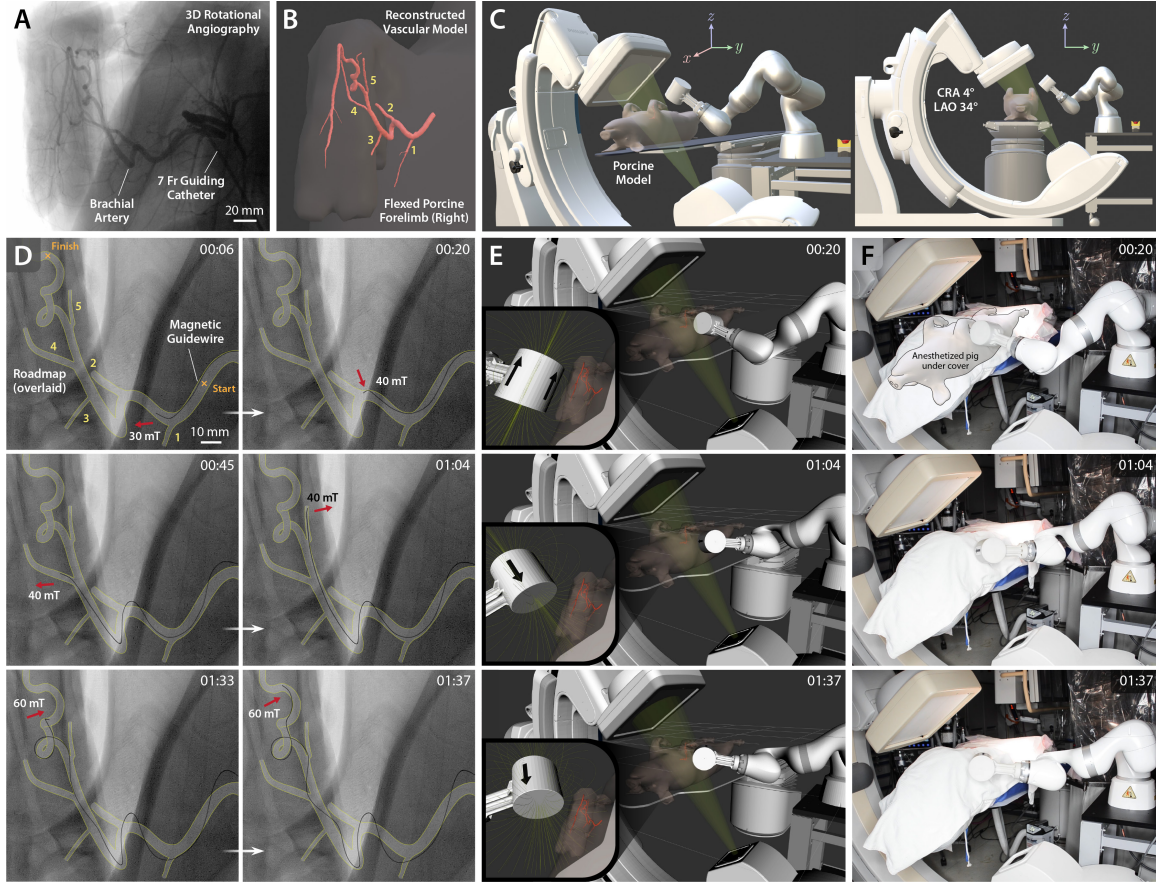 A
3D Rotational
Angiography
Brachial
Artery
7 Fr Guiding
Catheter
20 mm
B
Reconstructed
Vascular Model
5
2
4
3
1
Flexed Porcine
Forelimb (Right)
C
z
x
y
Porcine
Model
z
y
CRA 4°
LAO 34°
D
Finish
00:06
5
Magnetic
Guidewire
4
2
Roadmap
(overlaid)
Start
3
30 mT
1
10 mm
00:20
40 mT
00:45
40 mT
01:04
40 mT
01:33
60 mT
01:37
60 mT
E
00:20
01:04
01:37
F
00:20
Anesthetized pig
under cover
01:04
01:37